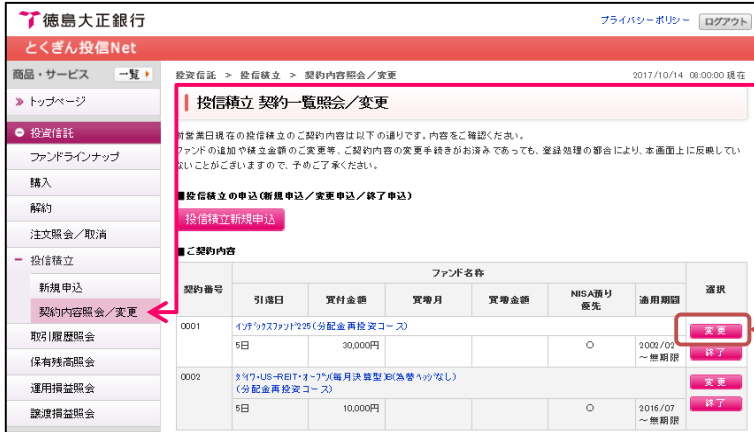 徳島大正銀行
プライバシーポリシー ログアウト
とくぎん投信Net
商品・サービス 一覧
投資信託 > 投信積立 > 契約内容照会/変更 2017/10/14 08:00:00 現在
トップページ
投信積立 契約一覧照会/変更
投資信託
前営業日現在の投信積立のご契約内容は以下の通りです。内容をご確認ください。
ファンドの追加や積立金額のご変更等、ご契約内容の変更手続きがお済みであっても、登録処理の都合により、本画面上に反映してい
ないことがございますので、予めご了承ください。
ファンドラインナップ
購入
解約
注文照会/取消
投信積立
新規申込
契約内容照会/変更
取引履歴照会
保有残高照会
運用損益照会
譲渡損益照会
■投信積立の申込(新規申込/変更申込/終了申込)
投信積立新規申込
■ご契約内容
契約番号 ファンド名称 選択
引落日 買付金額 買増月 買増金額 NISA預り優先 適用期間
0001 インデックスファンド225(分配金再投資コース) 変更
5日 30,000円 ○ 2002/02 終了
~無期限
0002 ダイワ・US-REIT・オープン(毎月決算型)B(為替ヘッジなし) 変更
(分配金再投資コース)
5日 10,000円 ○ 2016/07 終了
~無期限